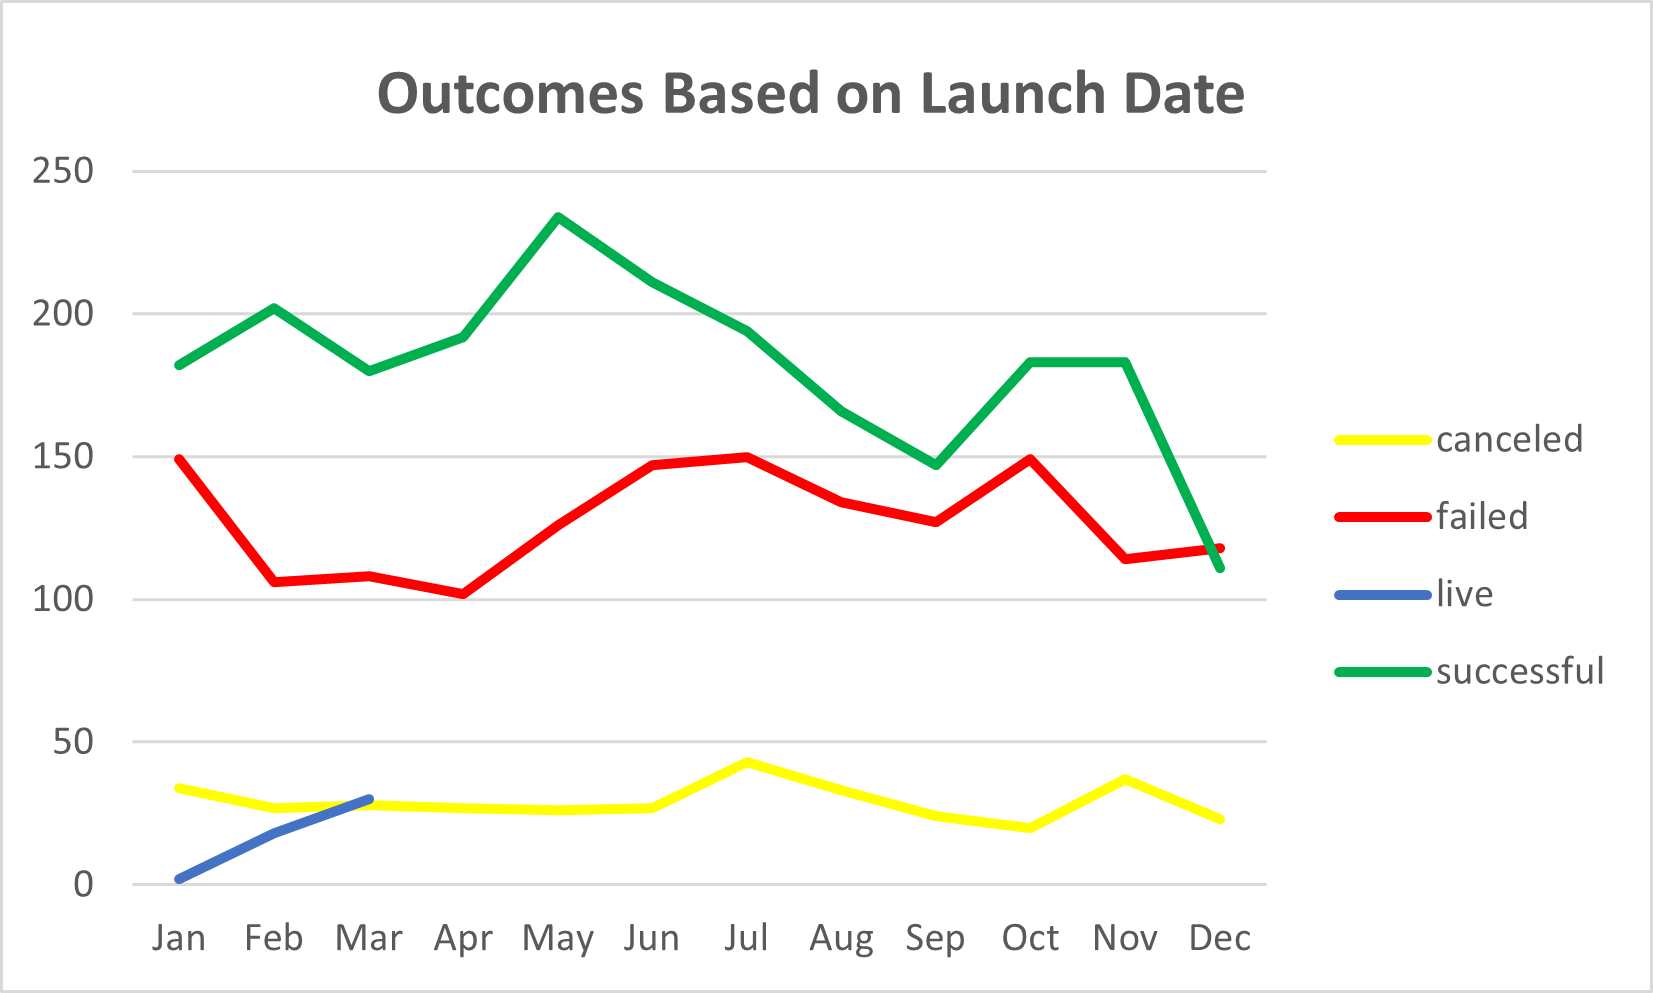 Outcomes Based on Launch Date
250
200
150
100
50
0
Jan Feb Mar Apr May Jun Jul Aug Sep Oct Nov Dec
canceled
failed
live
successful